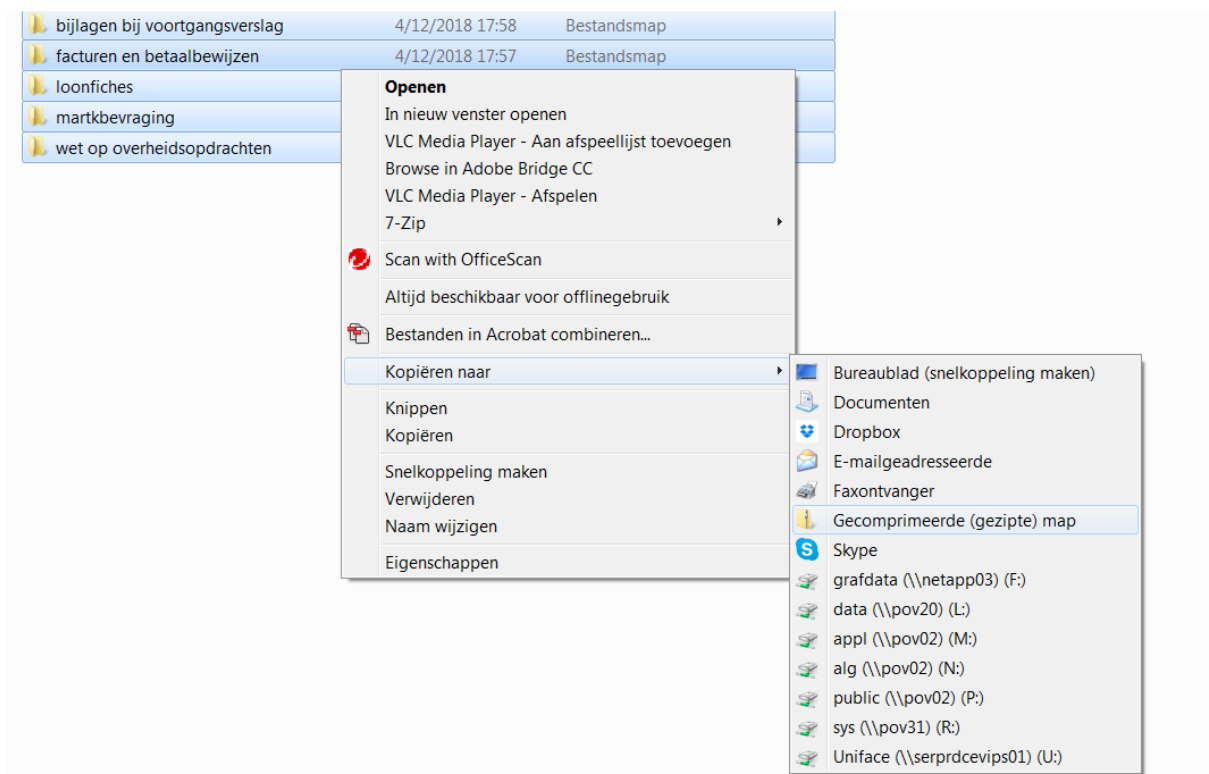 bijlagen bij voortgangsverslag 4/12/2018 17:58 Bestandsmap
facturen en betaalbewijzen 4/12/2018 17:57 Bestandsmap
loonfiches
martkbevraging
wet op overheidsopdrachten
Openen
In nieuw venster openen
VLC Media Player - Aan afspeellijst toevoegen
Browse in Adobe Bridge CC
VLC Media Player - Afspelen
7-Zip
Scan with OfficeScan
Altijd beschikbaar voor offlinegebruik
Bestanden in Acrobat combineren...
Kopiëren naar
Knippen
Kopiëren
Snelkoppeling maken
Verwijderen
Naam wijzigen
Eigenschappen
Bureaublad (snelkoppeling maken)
Documenten
Dropbox
E-mailgeadresseerde
Faxontvanger
Gecomprimeerde (gezipte) map
Skype
grafdata (\\netapp03) (F:)
data (\\pov20) (L:)
appl (\\pov02) (M:)
alg (\\pov02) (N:)
public (\\pov02) (P:)
sys (\\pov31) (R:)
Uniface (\\serprdcevips01) (U:)